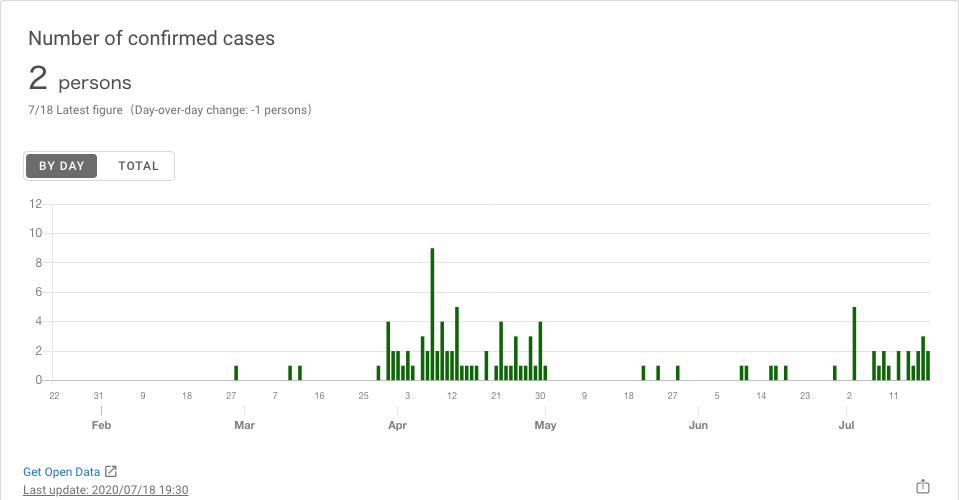 Number of confirmed cases
2 persons
7/18 Latest figure（Day-over-day change: -1 persons）
BY DAY TOTAL
12
10
8
6
4
2
0
22 31 9 18 27 7 16 25 3 12 21 30 9 18 27 5 14 23 2 11
Feb Mar Apr May Jun Jul
Get Open Data
Last update: 2020/07/18 19:30